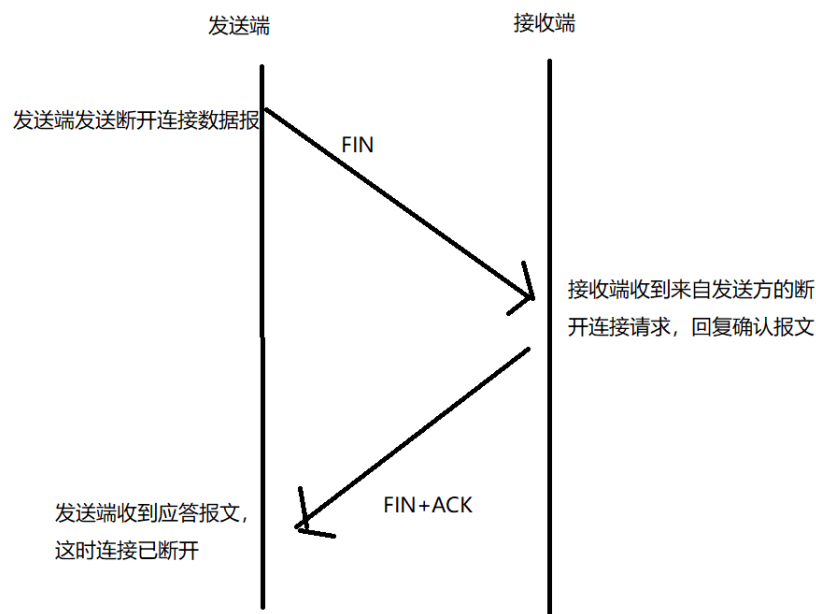 发送端
接收端
发送端发送断开连接数据报
FIN
接收端收到来自发送方的断
开连接请求，回复确认报文
FIN+ACK
发送端收到应答报文，
这时连接已断开